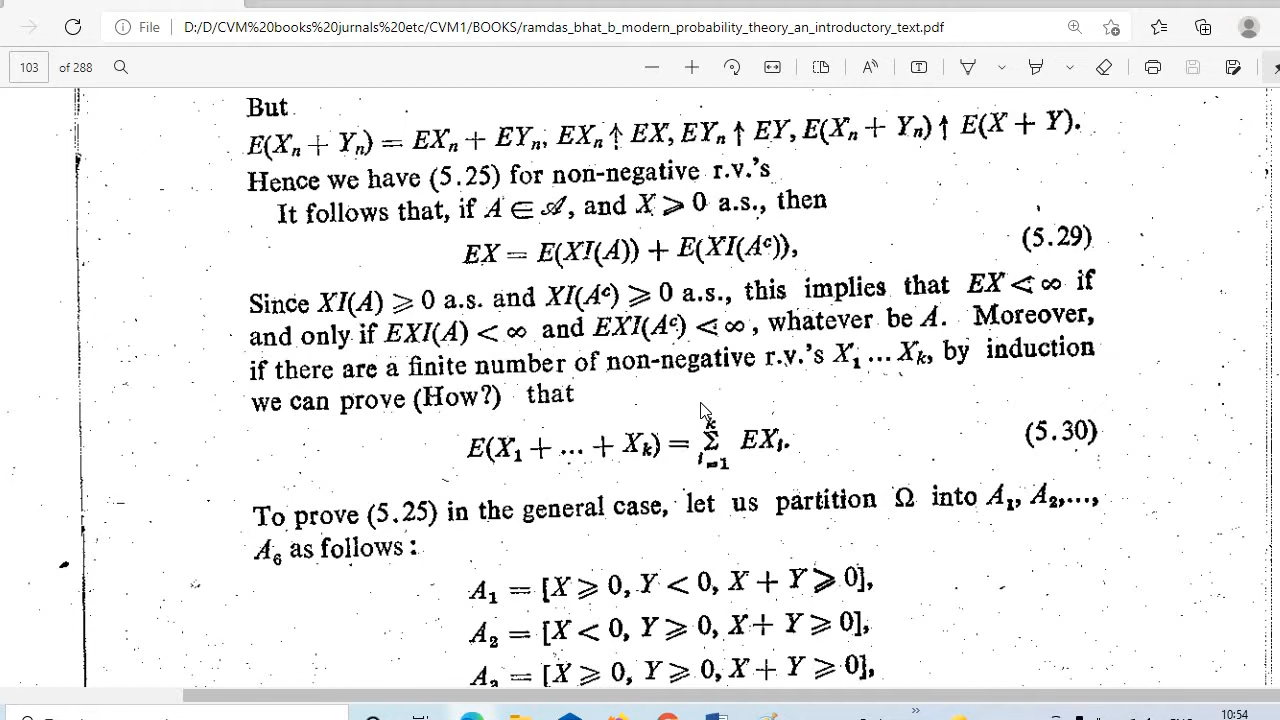 File D:/D/CVM%20books%20jurnals%20etc/CVM1/BOOKS/ramdas_bhat_b_modern_probability_theory_an_introductory_text.pdf
103 of 288
But
E(Xₙ + Yₙ) = EXₙ + EYₙ, EXₙ ↑ EX, EYₙ ↑ EY, E(Xₙ + Yₙ) ↑ E(X + Y).
Hence we have (5.25) for non-negative r.v.'s
It follows that, if A ∈ 𝒜, and X ⩾ 0 a.s., then
EX = E(XI(A)) + E(XI(Aᶜ)), (5.29)
Since XI(A) ⩾ 0 a.s. and XI(Aᶜ) ⩾ 0 a.s., this implies that EX < ∞ if
and only if EXI(A) < ∞ and EXI(Aᶜ) < ∞, whatever be A. Moreover,
if there are a finite number of non-negative r.v.'s X₁ ... Xₖ, by induction
we can prove (How?) that
E(X₁ + ... + Xₖ) = Σᵢ₌₁ᵏ EXᵢ. (5.30)
To prove (5.25) in the general case, let us partition Ω into A₁, A₂,...,
A₆ as follows:
A₁ = [X ⩾ 0, Y < 0, X + Y ⩾ 0],
A₂ = [X < 0, Y ⩾ 0, X + Y ⩾ 0],
A₃ = [X ⩾ 0, Y ⩾ 0, X + Y ⩾ 0],
10:54